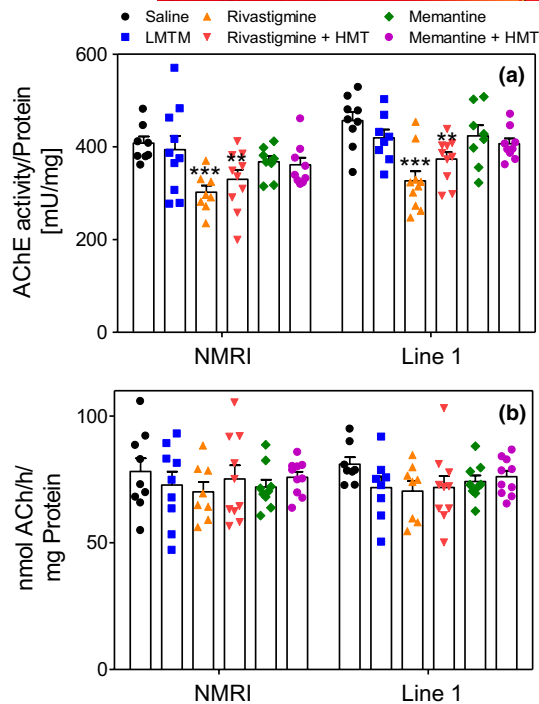 Saline Rivastigmine Memantine
LMTM Rivastigmine + HMT Memantine + HMT
(a)
AChE activity/Protein
[mU/mg]
600
400
200
0
*** **
*** **
NMRI Line 1
(b)
nmol ACh/h/
mg Protein
100
50
0
NMRI Line 1